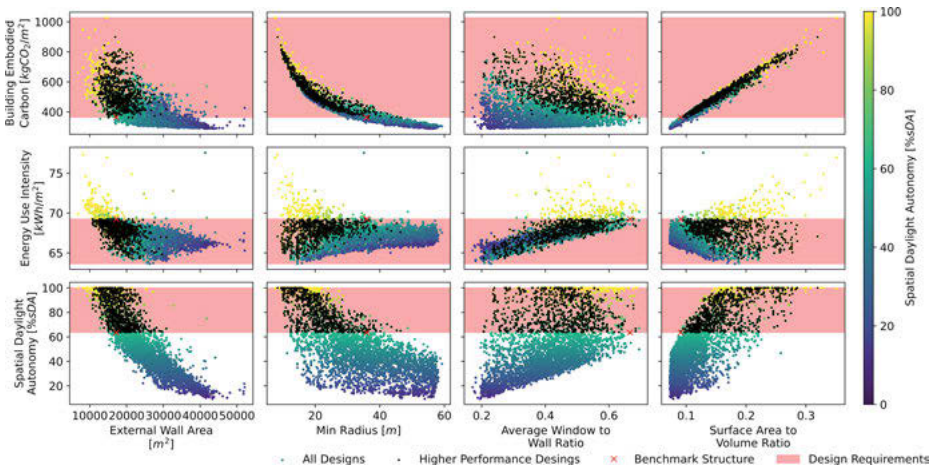 Building Embodied
Carbon [kgCO2/m²]
1000
800
600
400
Energy Use Intensity
[kWh/m²]
75
70
65
Spatial Daylight
Autonomy [%sDA]
100
80
60
40
20
10000 20000 30000 40000 50000
External Wall Area
[m²]
20 40 60
Min Radius [m]
0.2 0.4 0.6
Average Window to
Wall Ratio
0.1 0.2 0.3
Surface Area to
Volume Ratio
100
80
60
40
20
0
Spatial Daylight Autonomy [%sDA]
All Designs Higher Performance Desings Benchmark Structure Design Requirements